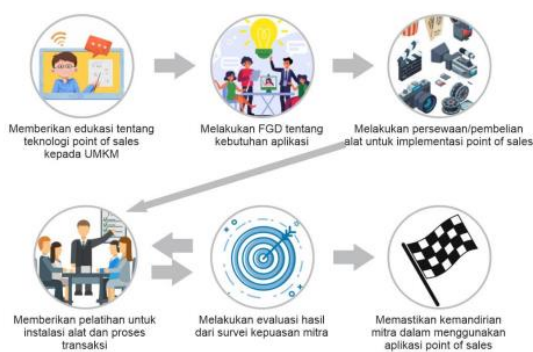 Memberikan edukasi tentang
teknologi point of sales
kepada UMKM
Melakukan FGD tentang
kebutuhan aplikasi
Melakukan persewaan/pembelian
alat untuk implementasi point of sales
Memberikan pelatihan untuk
instalasi alat dan proses
transaksi
Melakukan evaluasi hasil
dari survei kepuasan mitra
Memastikan kemandirian
mitra dalam menggunakan
aplikasi point of sales